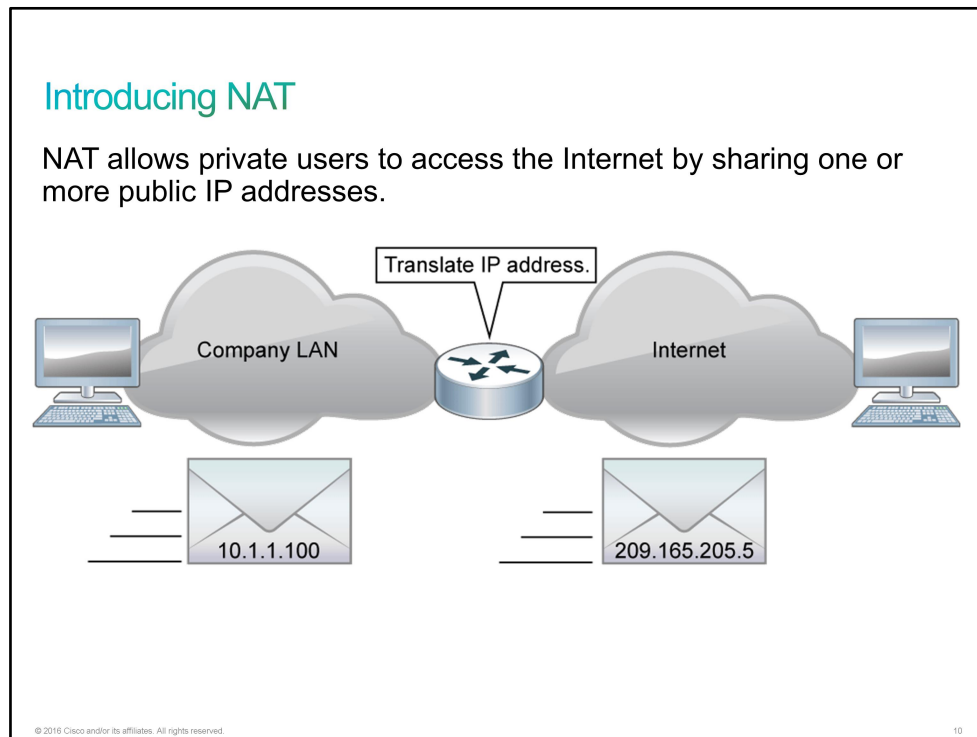 Introducing NAT
NAT allows private users to access the Internet by sharing one or
more public IP addresses.
Translate IP address.
Company LAN
Internet
10.1.1.100
209.165.205.5
© 2016 Cisco and/or its affiliates. All rights reserved.
10